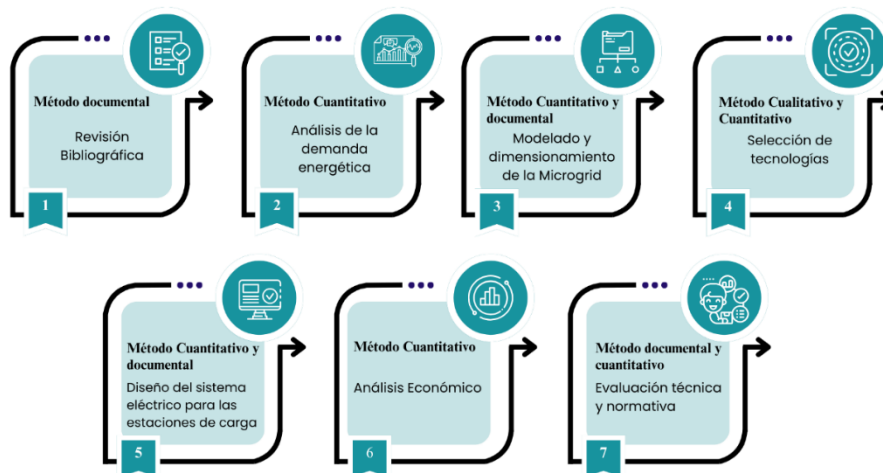 Método documental
Revisión
Bibliográfica
1
Método Cuantitativo
Análisis de la
demanda
energética
2
Método Cuantitativo y
documental
Modelado y
dimensionamiento
de la Microgrid
3
Método Cualitativo y
Cuantitativo
Selección de
tecnologías
4
Método Cuantitativo y
documental
Diseño del sistema
eléctrico para las
estaciones de carga
5
Método Cuantitativo
Análisis Económico
6
Método documental y
cuantitativo
Evaluación técnica
y normativa
7